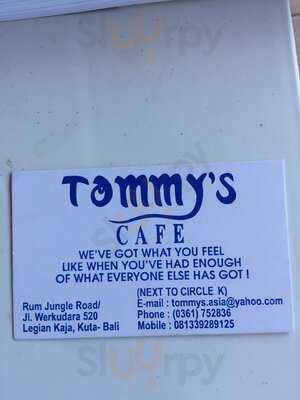 Sluurpy
TOMMY'S
CAFE
WE'VE GOT WHAT YOU FEEL
LIKE WHEN YOU'VE HAD ENOUGH
OF WHAT EVERYONE ELSE HAS GOT !
(NEXT TO CIRCLE K)
Rum Jungle Road/ E-mail : tommys.asia@yahoo.com
Jl. Werkudara 520 Phone : (0361) 752836
Legian Kaja, Kuta- Bali Mobile : 081339289125
Sluurpy